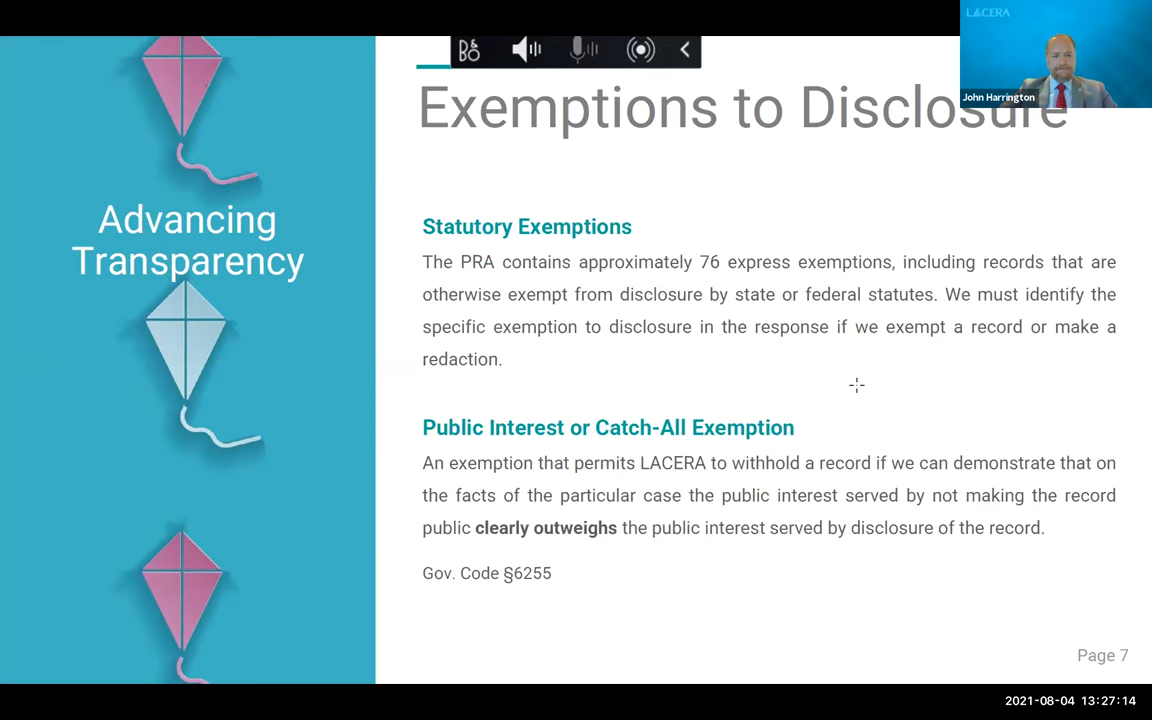 LACERA
John Harrington
Exemptions to Disclosure
Advancing
Transparency
Statutory Exemptions
The PRA contains approximately 76 express exemptions, including records that are
otherwise exempt from disclosure by state or federal statutes. We must identify the
specific exemption to disclosure in the response if we exempt a record or make a
redaction.
Public Interest or Catch-All Exemption
An exemption that permits LACERA to withhold a record if we can demonstrate that on
the facts of the particular case the public interest served by not making the record
public clearly outweighs the public interest served by disclosure of the record.
Gov. Code §6255
Page 7
2021-08-04 13:27:14